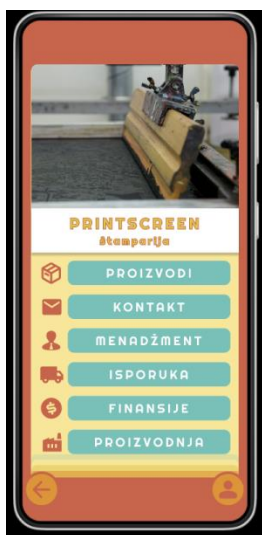 PRINTSCREEN
štamparija
PROIZVODI
KONTAKT
MENADŽMENT
ISPORUKA
FINANSIJE
PROIZVODNJA